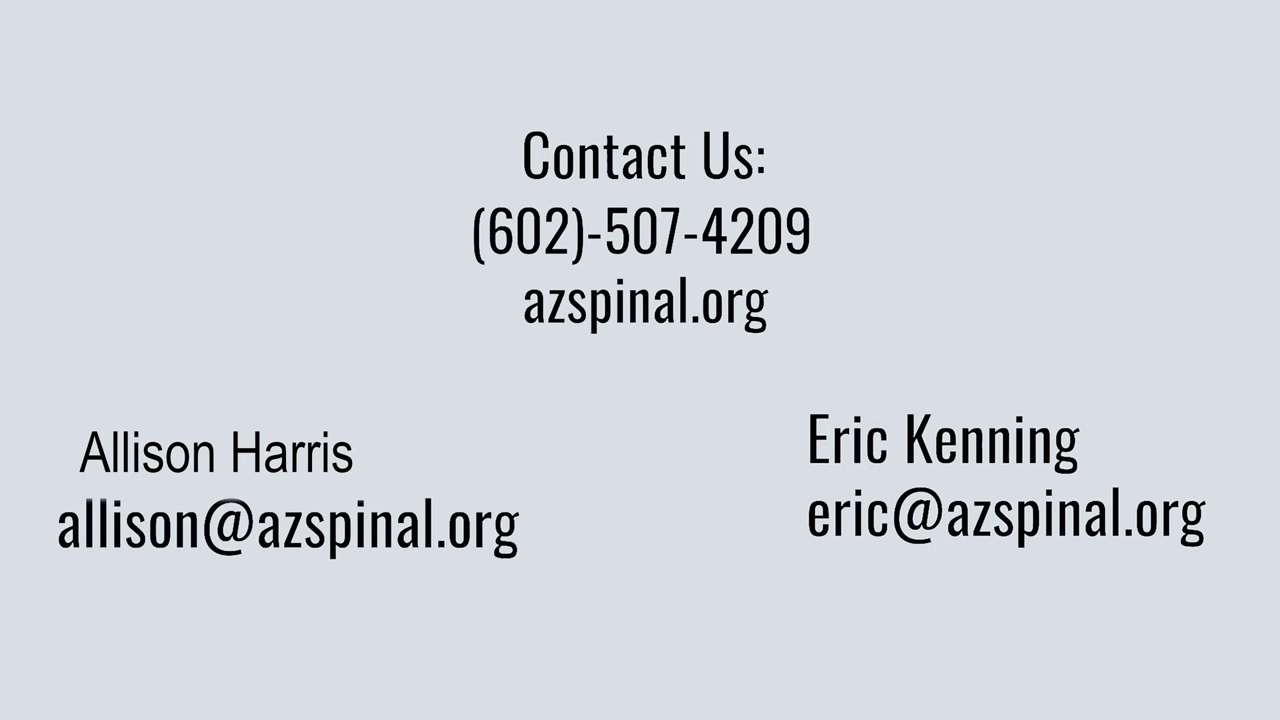 Contact Us:
(602)-507-4209
azspinal.org
Allison Harris
allison@azspinal.org
Eric Kenning
eric@azspinal.org